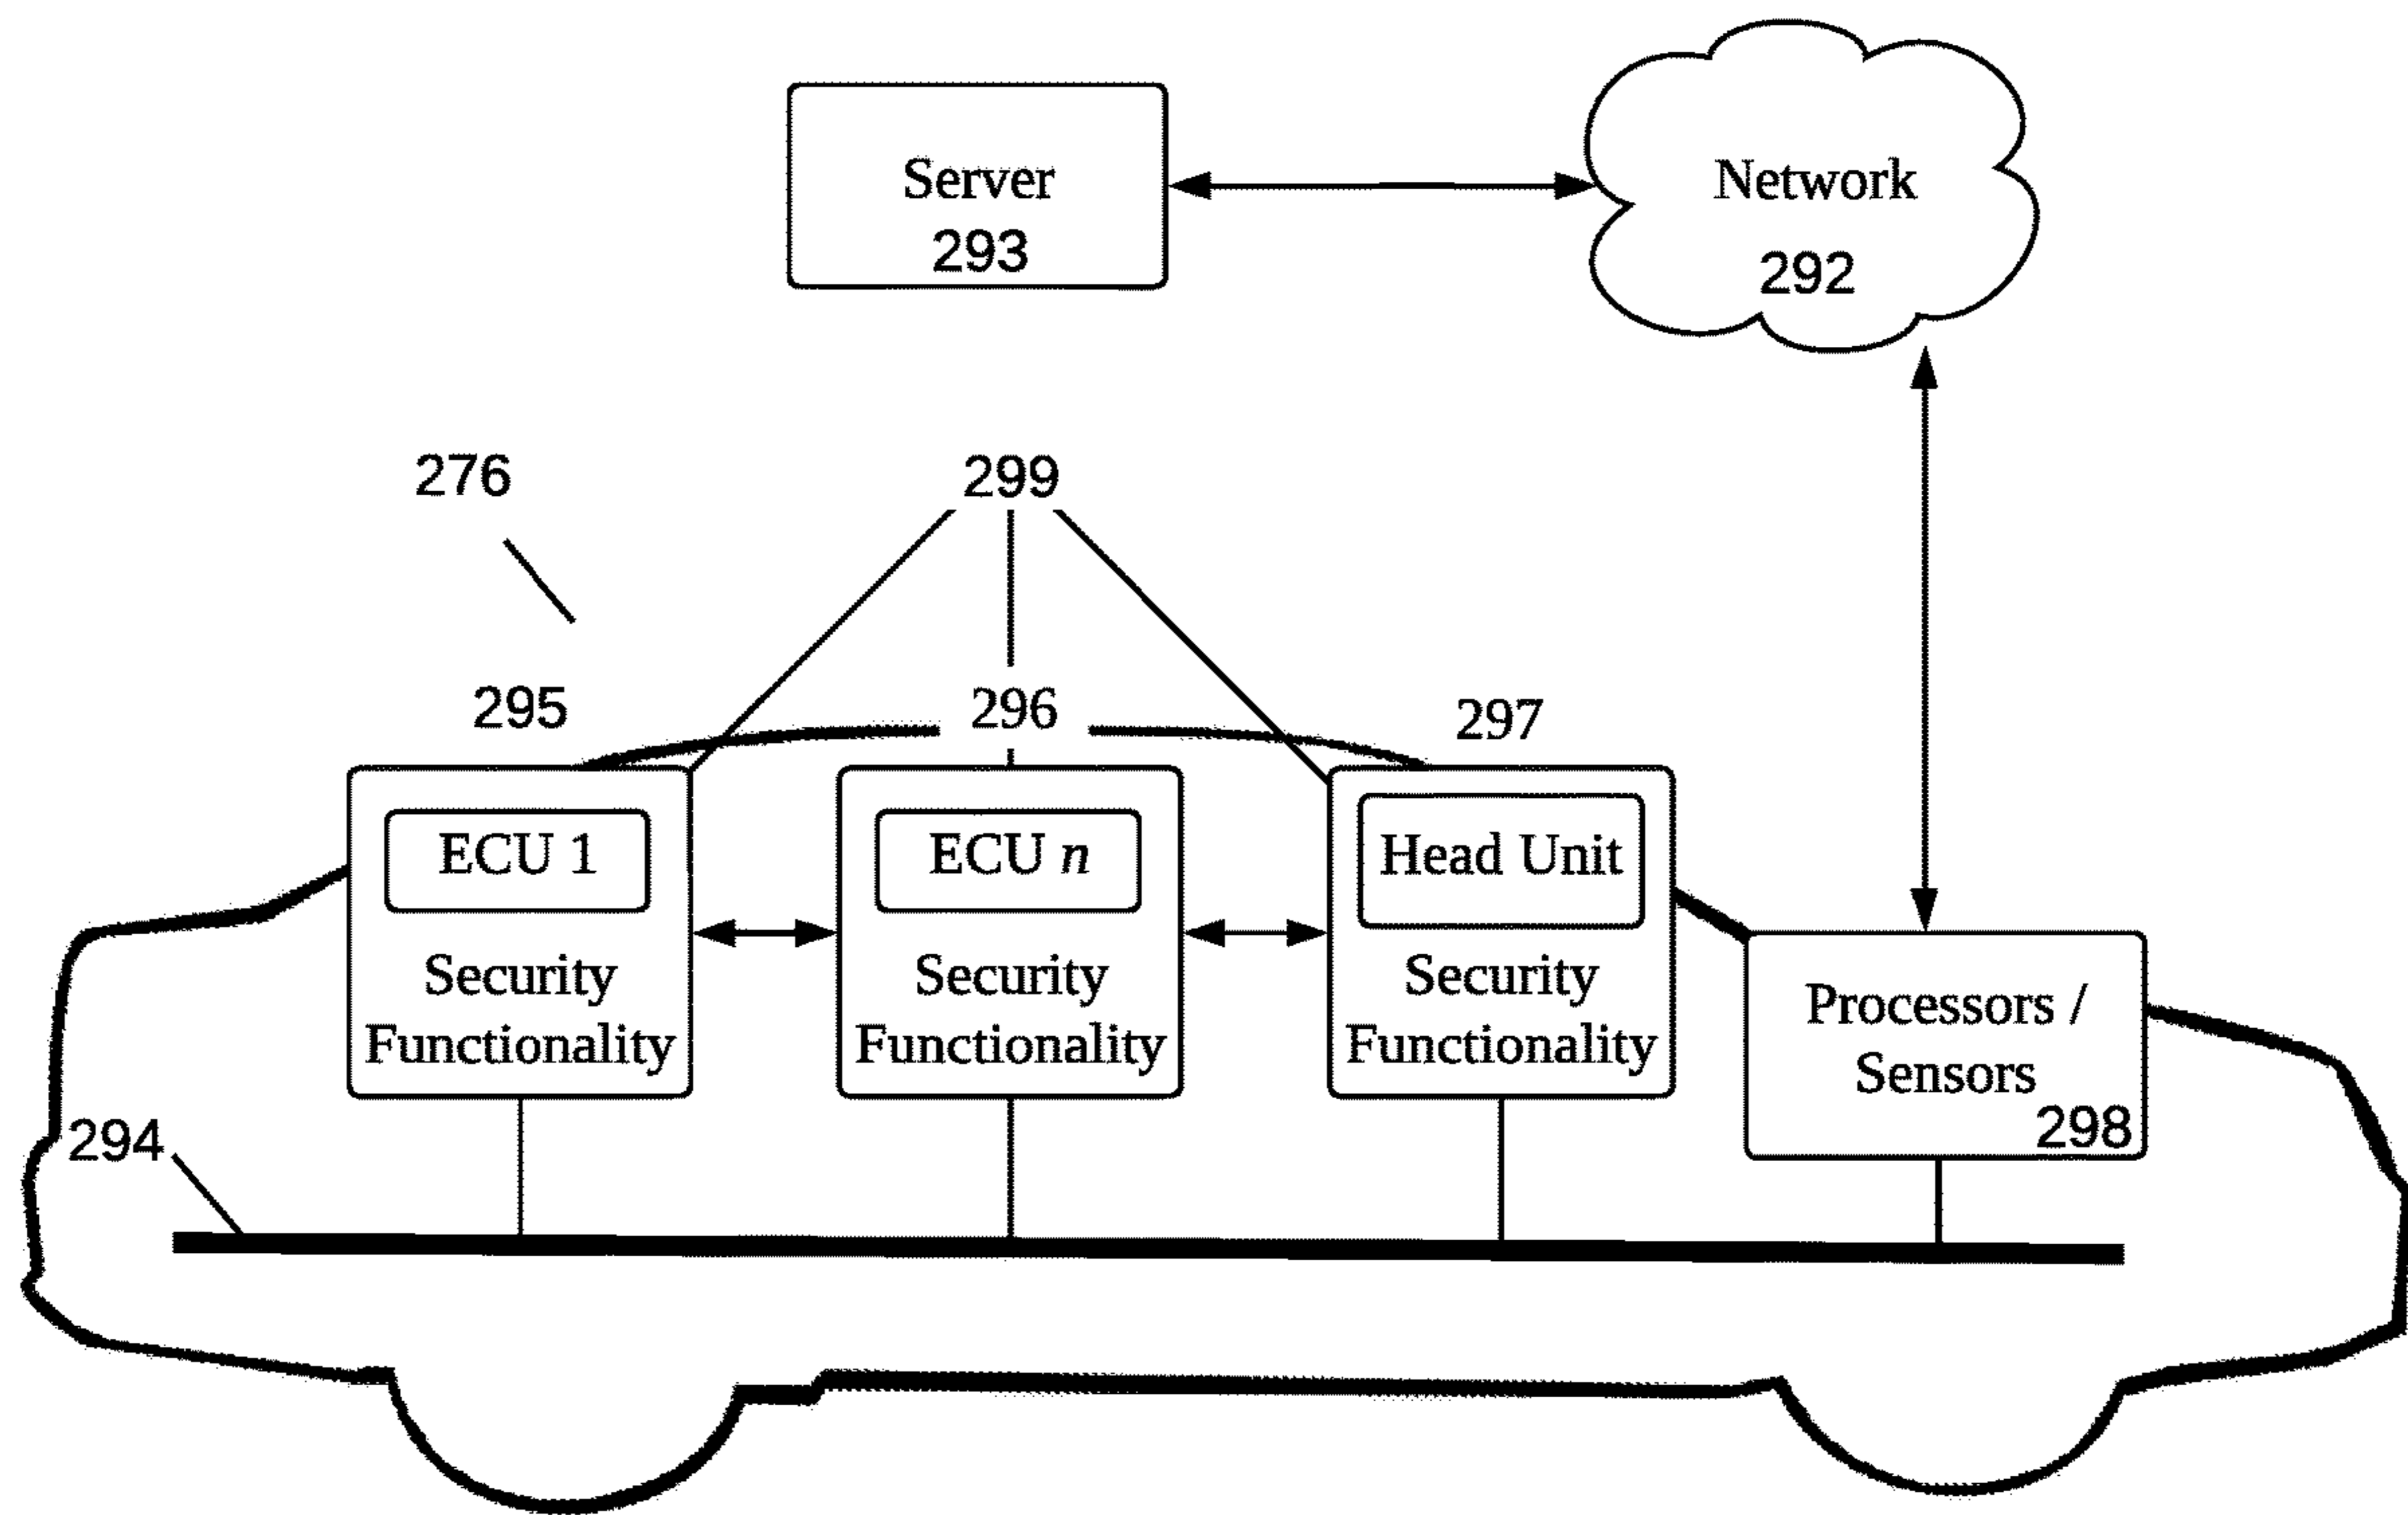 Server
293
Network
292
276
299
295
296
297
ECU 1
Security
Functionality
ECU n
Security
Functionality
Head Unit
Security
Functionality
Processors /
Sensors
298
294